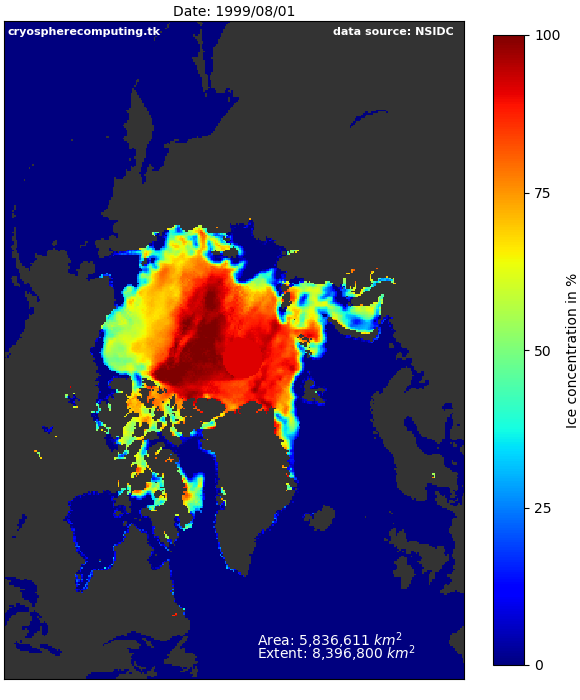 Date: 1999/08/01
cryospherecomputing.tk
data source: NSIDC
100
75
50
25
0
Ice concentration in %
Area: 5,836,611 km²
Extent: 8,396,800 km²